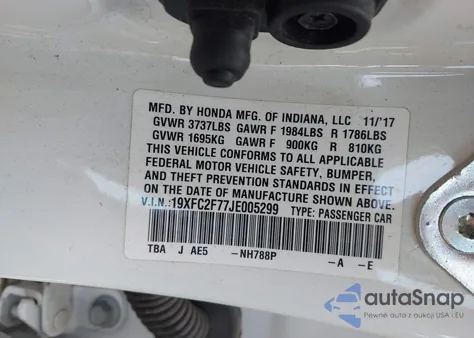 MFD. BY HONDA MFG. OF INDIANA, LLC 11/'17
GVWR 3737LBS GAWR F 1984LBS R 1786LBS
GVWR 1695KG GAWR F 900KG R 810KG
THIS VEHICLE CONFORMS TO ALL APPLICABLE
FEDERAL MOTOR VEHICLE SAFETY, BUMPER,
AND THEFT PREVENTION STANDARDS IN EFFECT
ON THE DATE OF MANUFACTURE SHOWN ABOVE.
V.I.N.:19XFC2F77JE005299 TYPE: PASSENGER CAR
TBA J AE5 -NH788P -A -E
autoSnap
Pewne auta z aukcji USA i EU